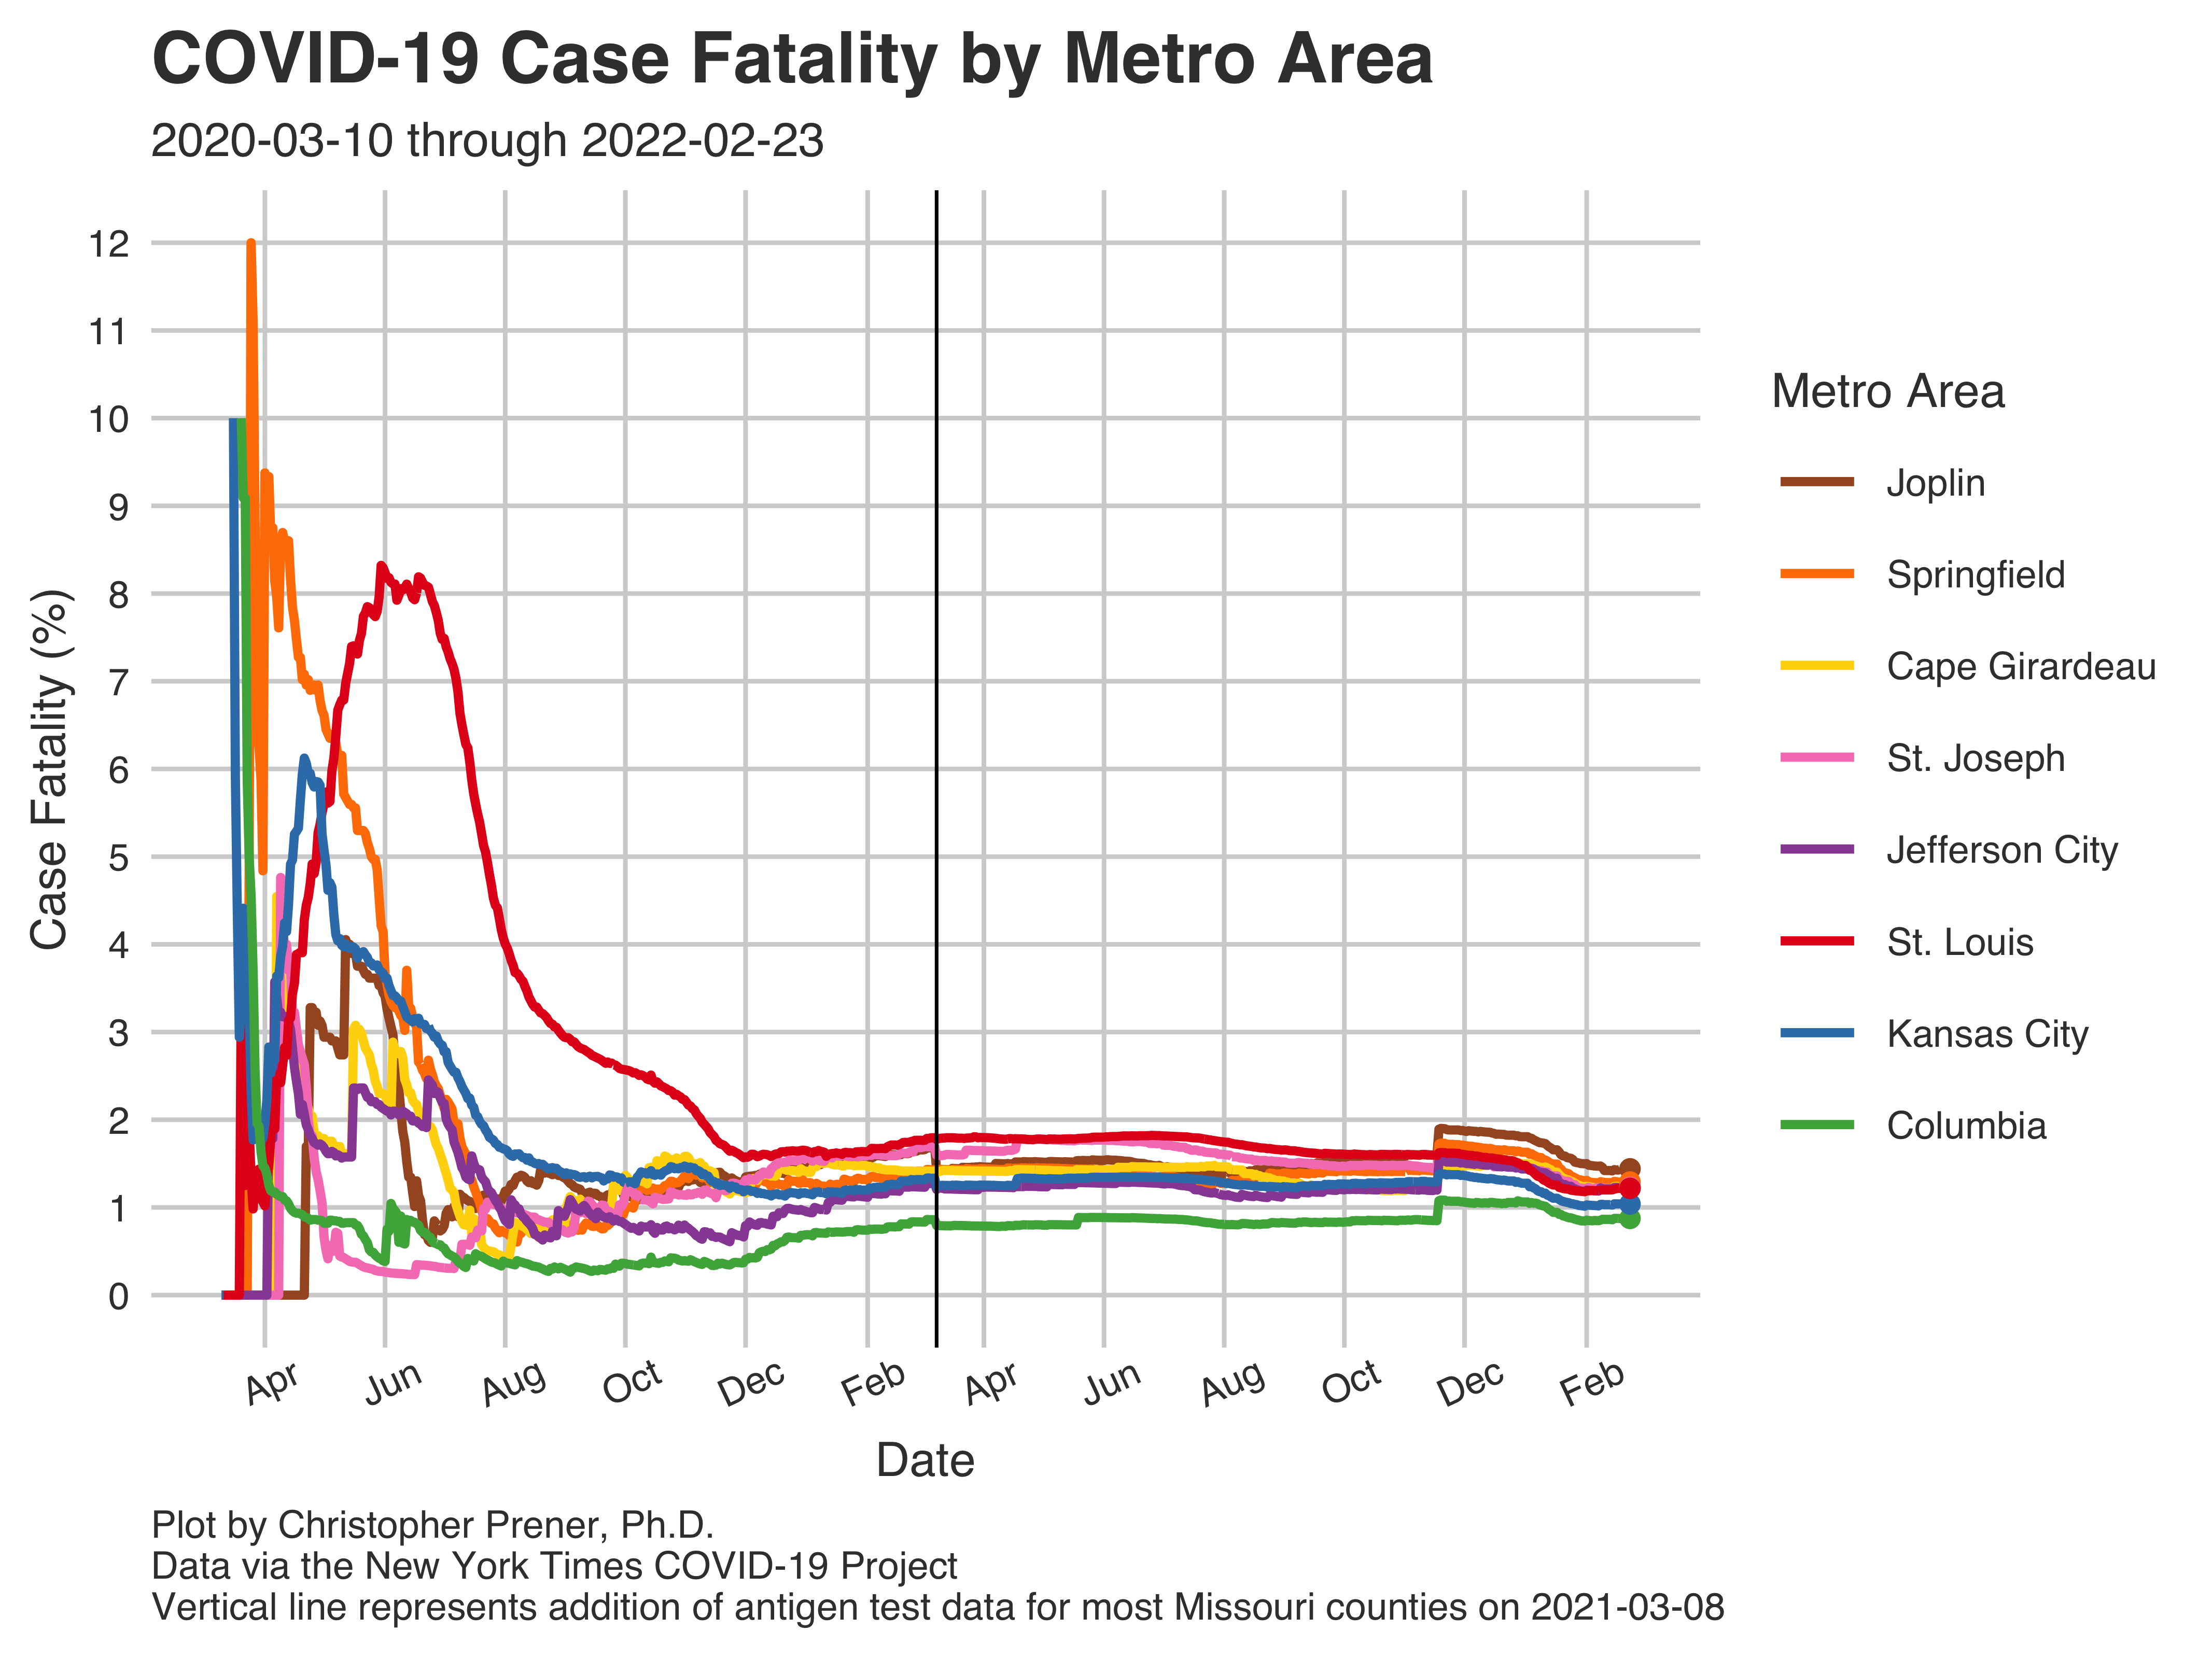 COVID-19 Case Fatality by Metro Area
2020-03-10 through 2022-02-23
12
11
10
9
8
7
6
5
4
3
2
1
0
Case Fatality (%)
Apr
Jun
Aug
Oct
Dec
Feb
Apr
Jun
Aug
Oct
Dec
Feb
Date
Metro Area
Joplin
Springfield
Cape Girardeau
St. Joseph
Jefferson City
St. Louis
Kansas City
Columbia
Plot by Christopher Prener, Ph.D.
Data via the New York Times COVID-19 Project
Vertical line represents addition of antigen test data for most Missouri counties on 2021-03-08